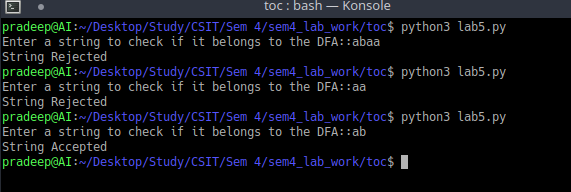 toc : bash — Konsole
pradeep@AI:~/Desktop/Study/CSIT/Sem 4/sem4_lab_work/toc$ python3 lab5.py
Enter a string to check if it belongs to the DFA::abaa
String Rejected
pradeep@AI:~/Desktop/Study/CSIT/Sem 4/sem4_lab_work/toc$ python3 lab5.py
Enter a string to check if it belongs to the DFA::aa
String Rejected
pradeep@AI:~/Desktop/Study/CSIT/Sem 4/sem4_lab_work/toc$ python3 lab5.py
Enter a string to check if it belongs to the DFA::ab
String Accepted
pradeep@AI:~/Desktop/Study/CSIT/Sem 4/sem4_lab_work/toc$